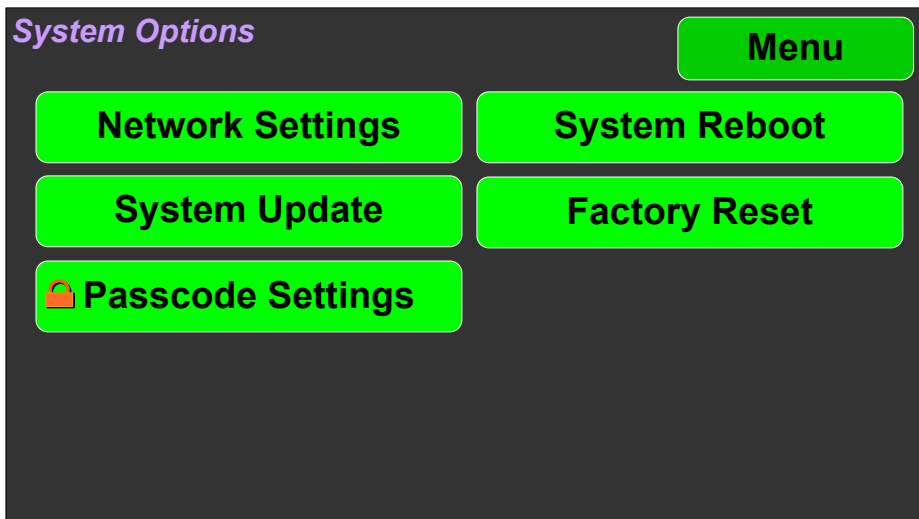 System Options
Menu
Network Settings
System Reboot
System Update
Factory Reset
Passcode Settings